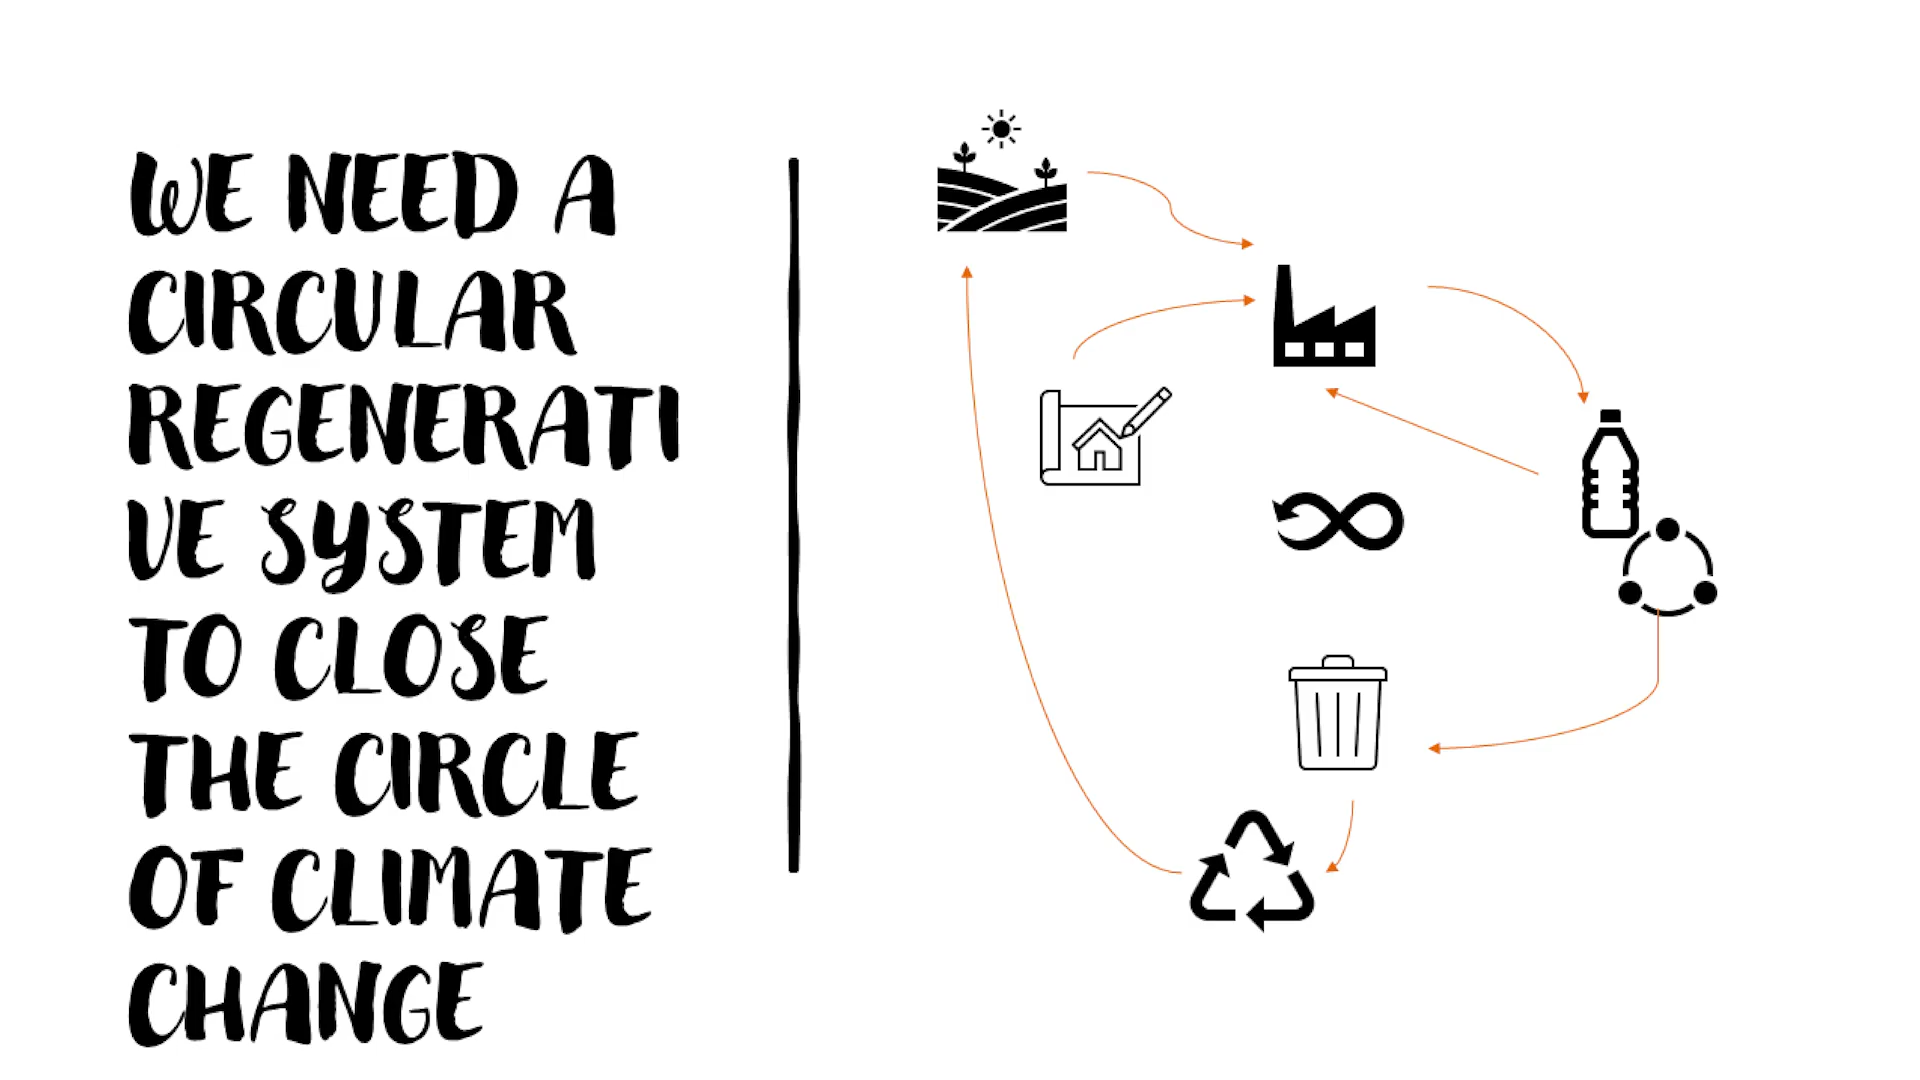 WE NEED A
CIRCULAR
REGENERATI
VE SYSTEM
TO CLOSE
THE CIRCLE
OF CLIMATE
CHANGE